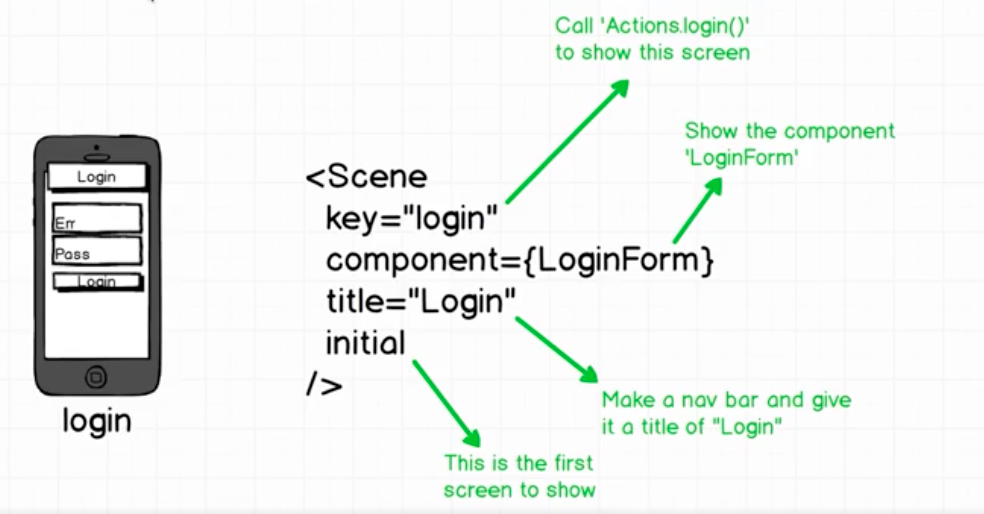 Call 'Actions.login()'
to show this screen
Show the component
'LoginForm'
Login
Err
Pass
Login
login
<Scene
key="login"
component={LoginForm}
title="Login"
initial
/>
Make a nav bar and give
it a title of "Login"
This is the first
screen to show